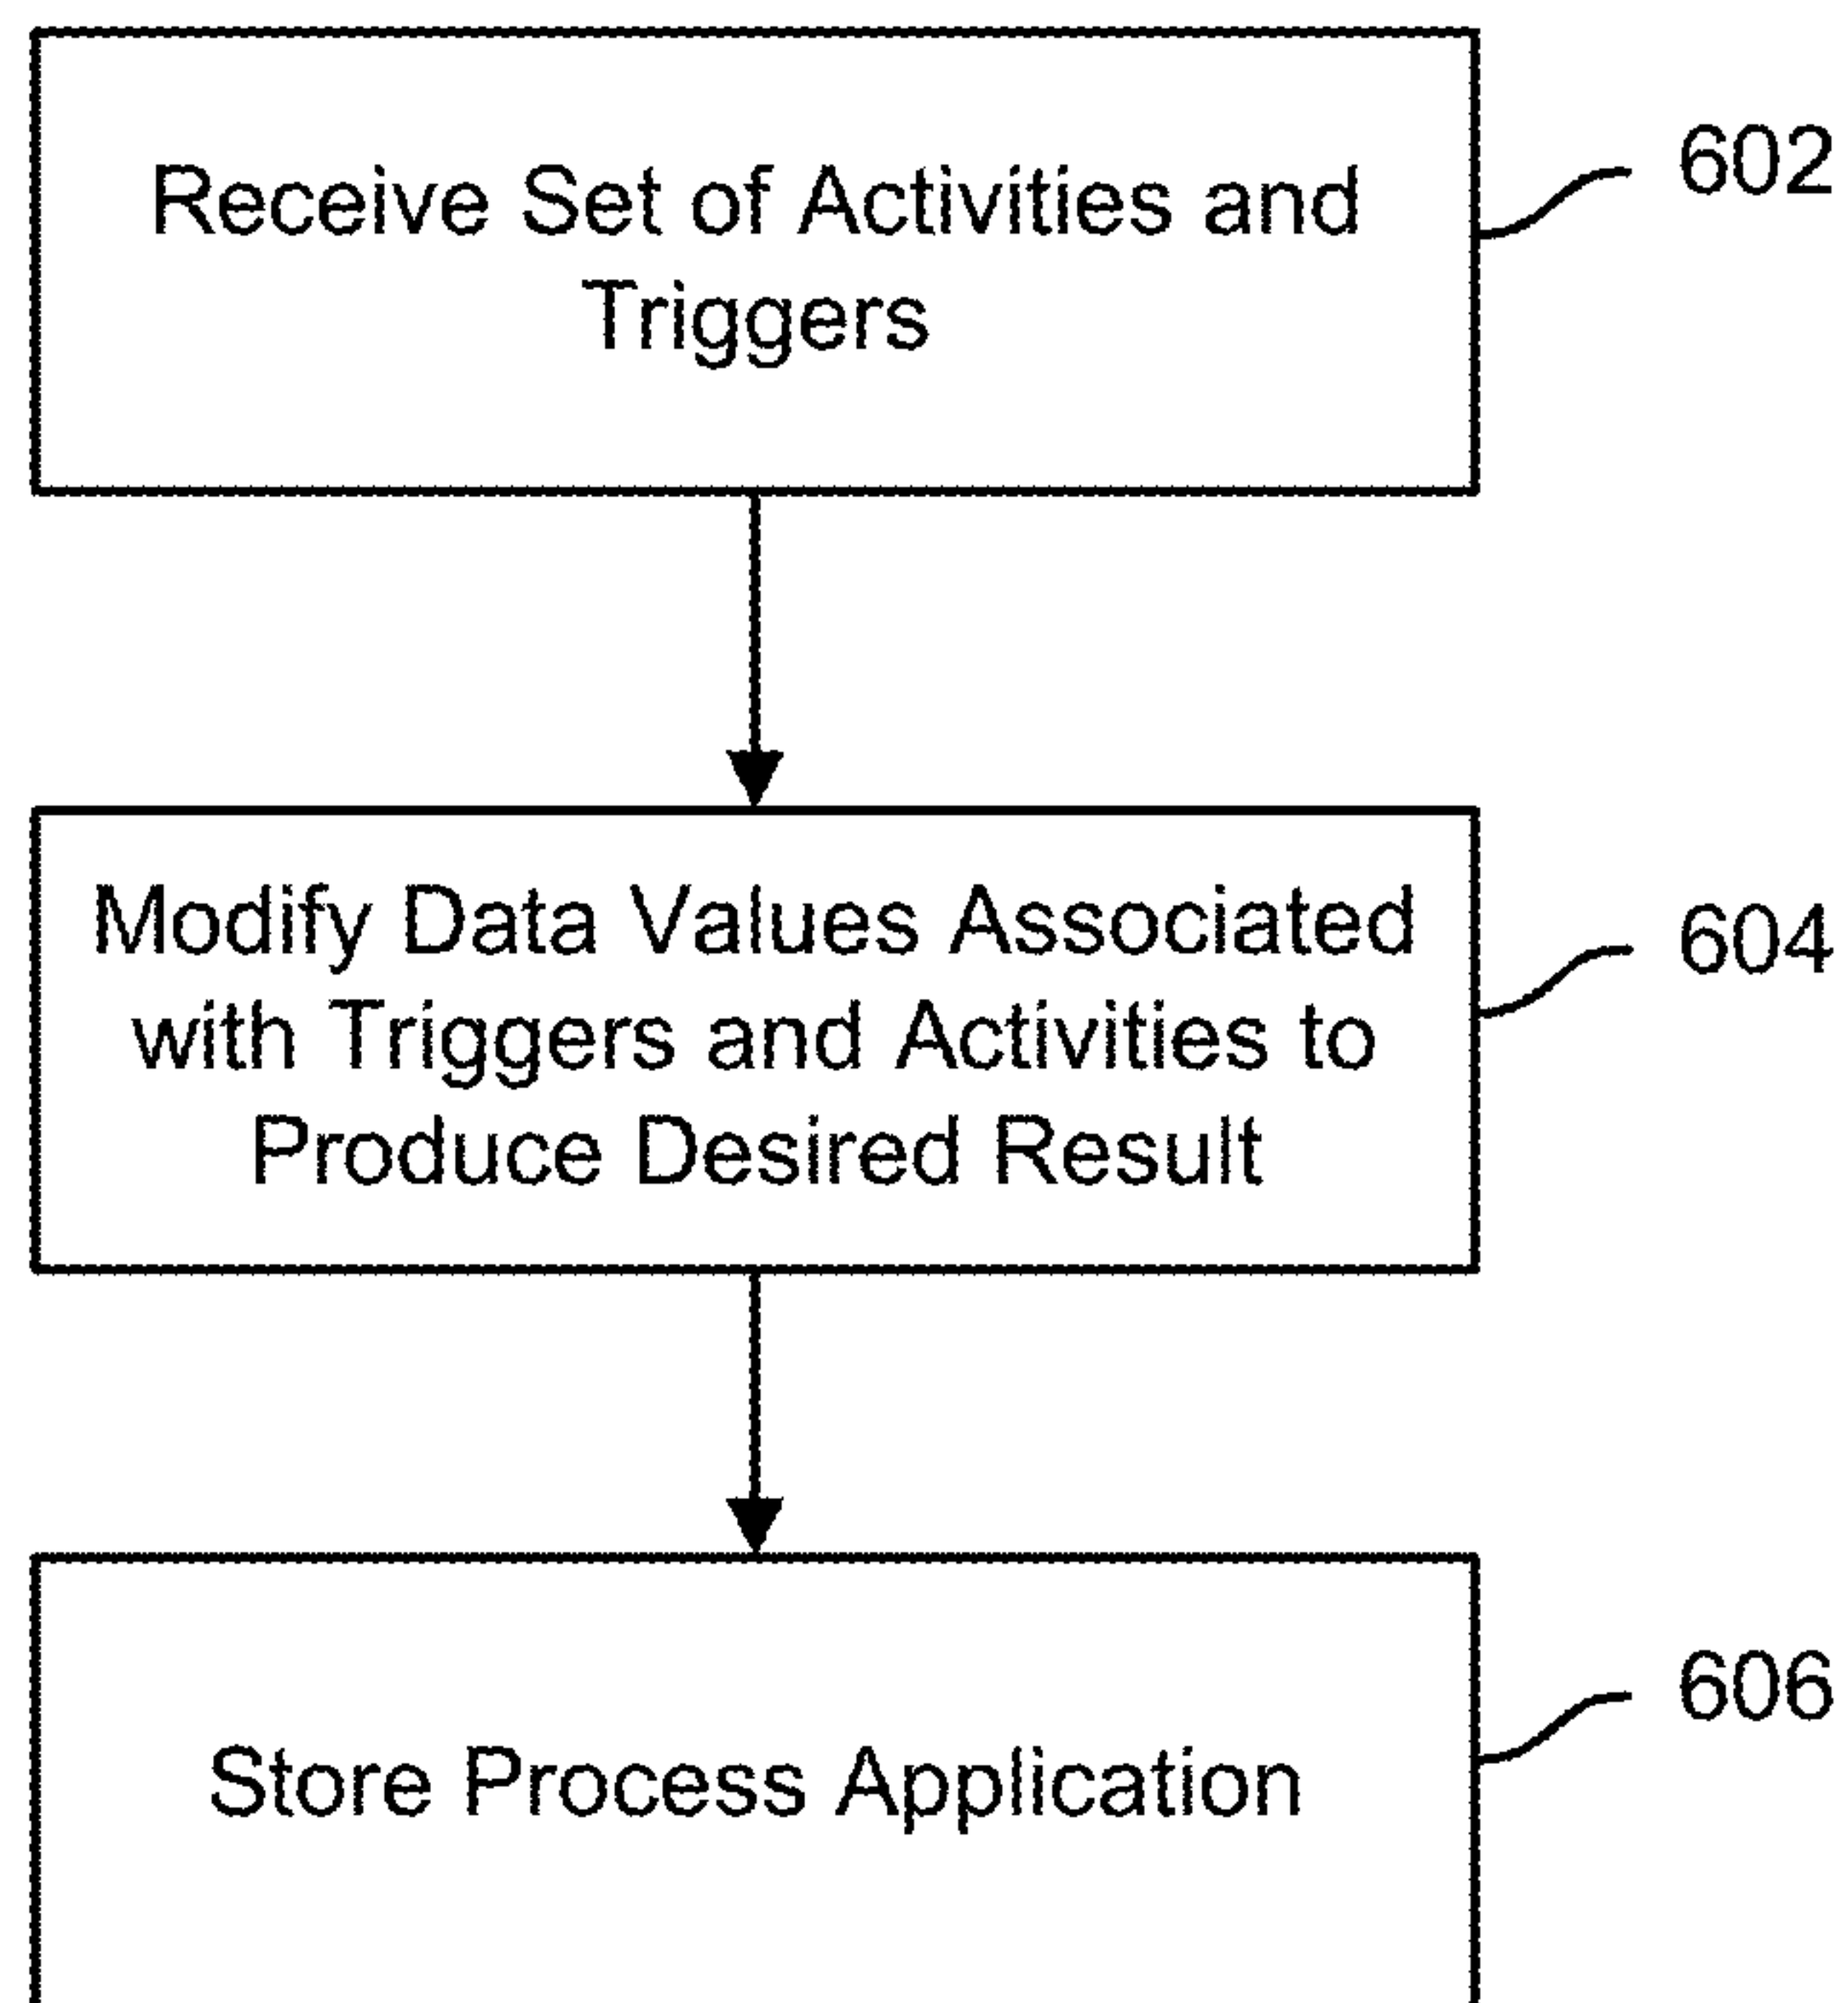 Receive Set of Activities and
Triggers
602
Modify Data Values Associated
with Triggers and Activities to
Produce Desired Result
604
Store Process Application
606